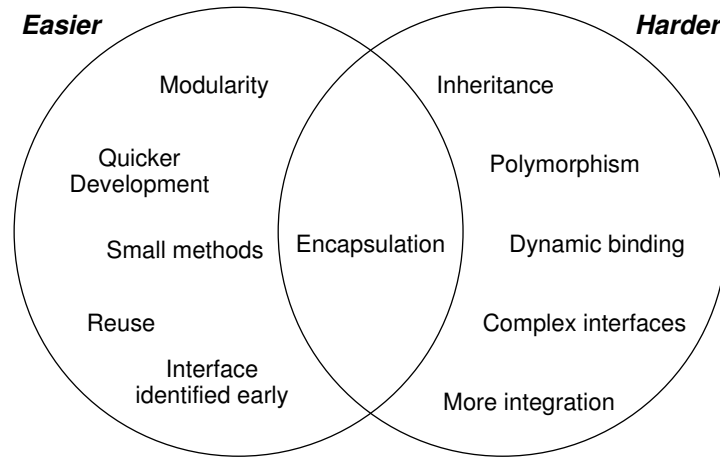 Easier
Harder
Modularity
Inheritance
Quicker
Development
Polymorphism
Small methods
Encapsulation
Dynamic binding
Reuse
Complex interfaces
Interface
identified early
More integration